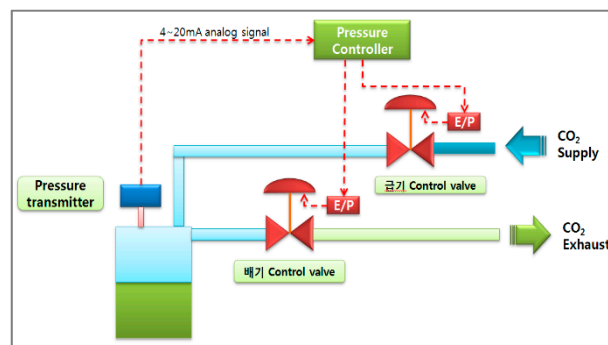 4~20mA analog signal
Pressure
Controller
E/P
CO₂
Supply
급기 Control valve
Pressure
transmitter
E/P
CO₂
Exhaust
배기 Control valve